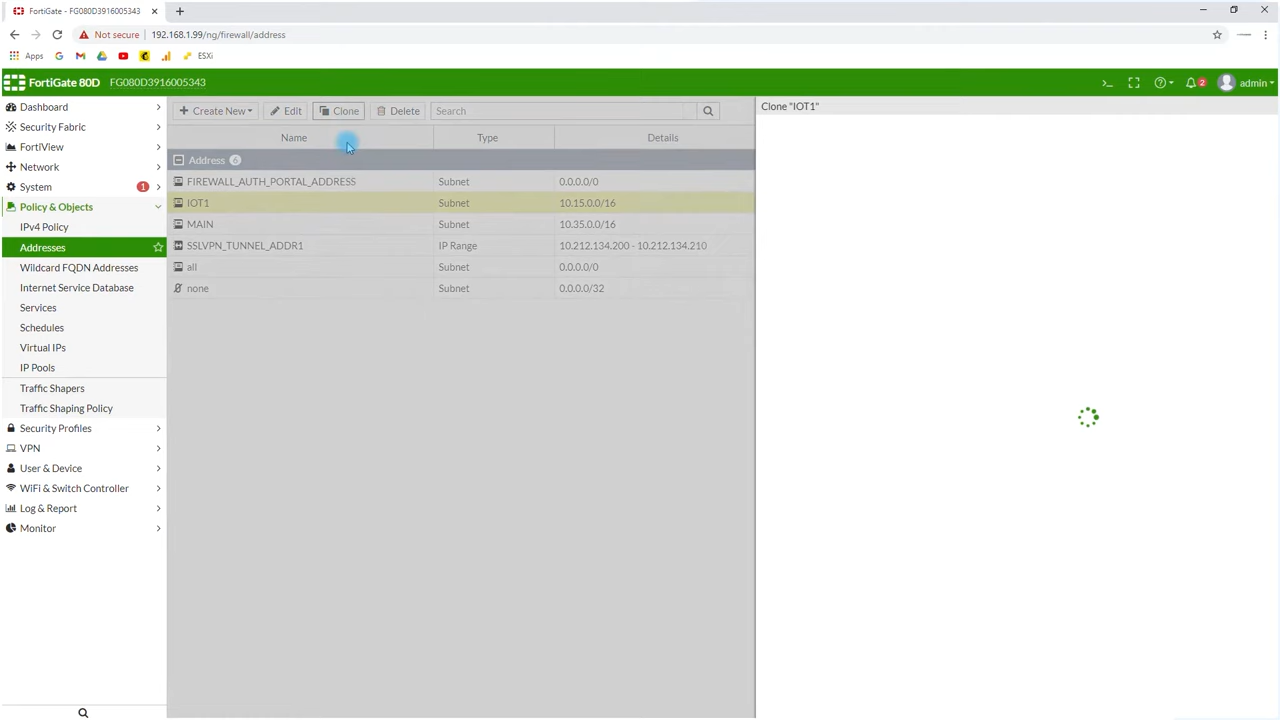 FortiGate - FG080D3916005343
Not secure 192.168.1.99/ng/firewall/address
Apps ESXi
FortiGate 80D FG080D3916005343 >_ 2 admin
Dashboard
Security Fabric
FortiView
Network
System 1
Policy & Objects
IPv4 Policy
Addresses
Wildcard FQDN Addresses
Internet Service Database
Services
Schedules
Virtual IPs
IP Pools
Traffic Shapers
Traffic Shaping Policy
Security Profiles
VPN
User & Device
WiFi & Switch Controller
Log & Report
Monitor
+ Create New Edit Clone Delete Search
Name Type Details
Address 6
FIREWALL_AUTH_PORTAL_ADDRESS Subnet 0.0.0.0/0
IOT1 Subnet 10.15.0.0/16
MAIN Subnet 10.35.0.0/16
SSLVPN_TUNNEL_ADDR1 IP Range 10.212.134.200 - 10.212.134.210
all Subnet 0.0.0.0/0
none Subnet 0.0.0.0/32
Clone "IOT1"